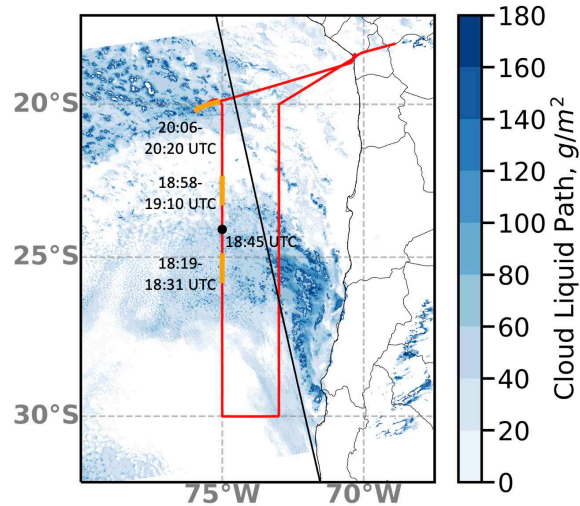 20°S
25°S
30°S
75°W
70°W
20:06-
20:20 UTC
18:58-
19:10 UTC
18:45 UTC
18:19-
18:31 UTC
180
160
140
120
100
80
60
40
20
0
Cloud Liquid Path, g/m²